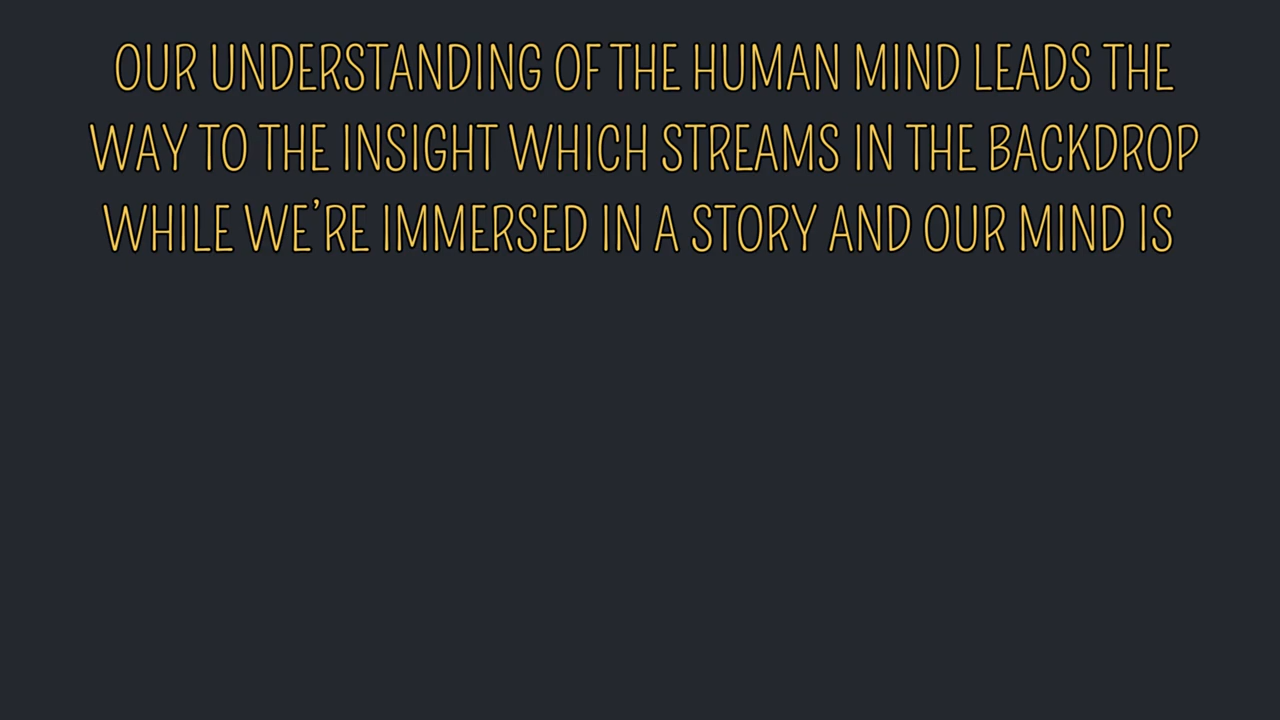 OUR UNDERSTANDING OF THE HUMAN MIND LEADS THE
WAY TO THE INSIGHT WHICH STREAMS IN THE BACKDROP
WHILE WE’RE IMMERSED IN A STORY AND OUR MIND IS